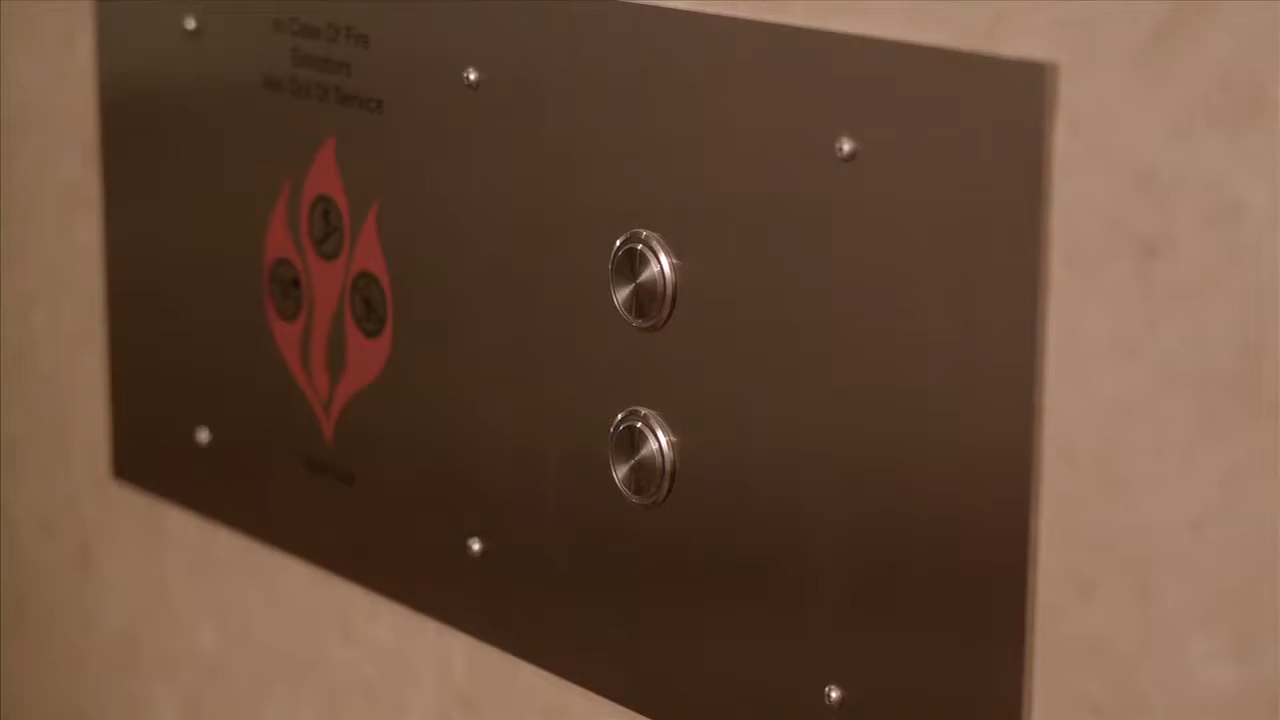 In Case Of Fire
Elevators
Are Out Of Service